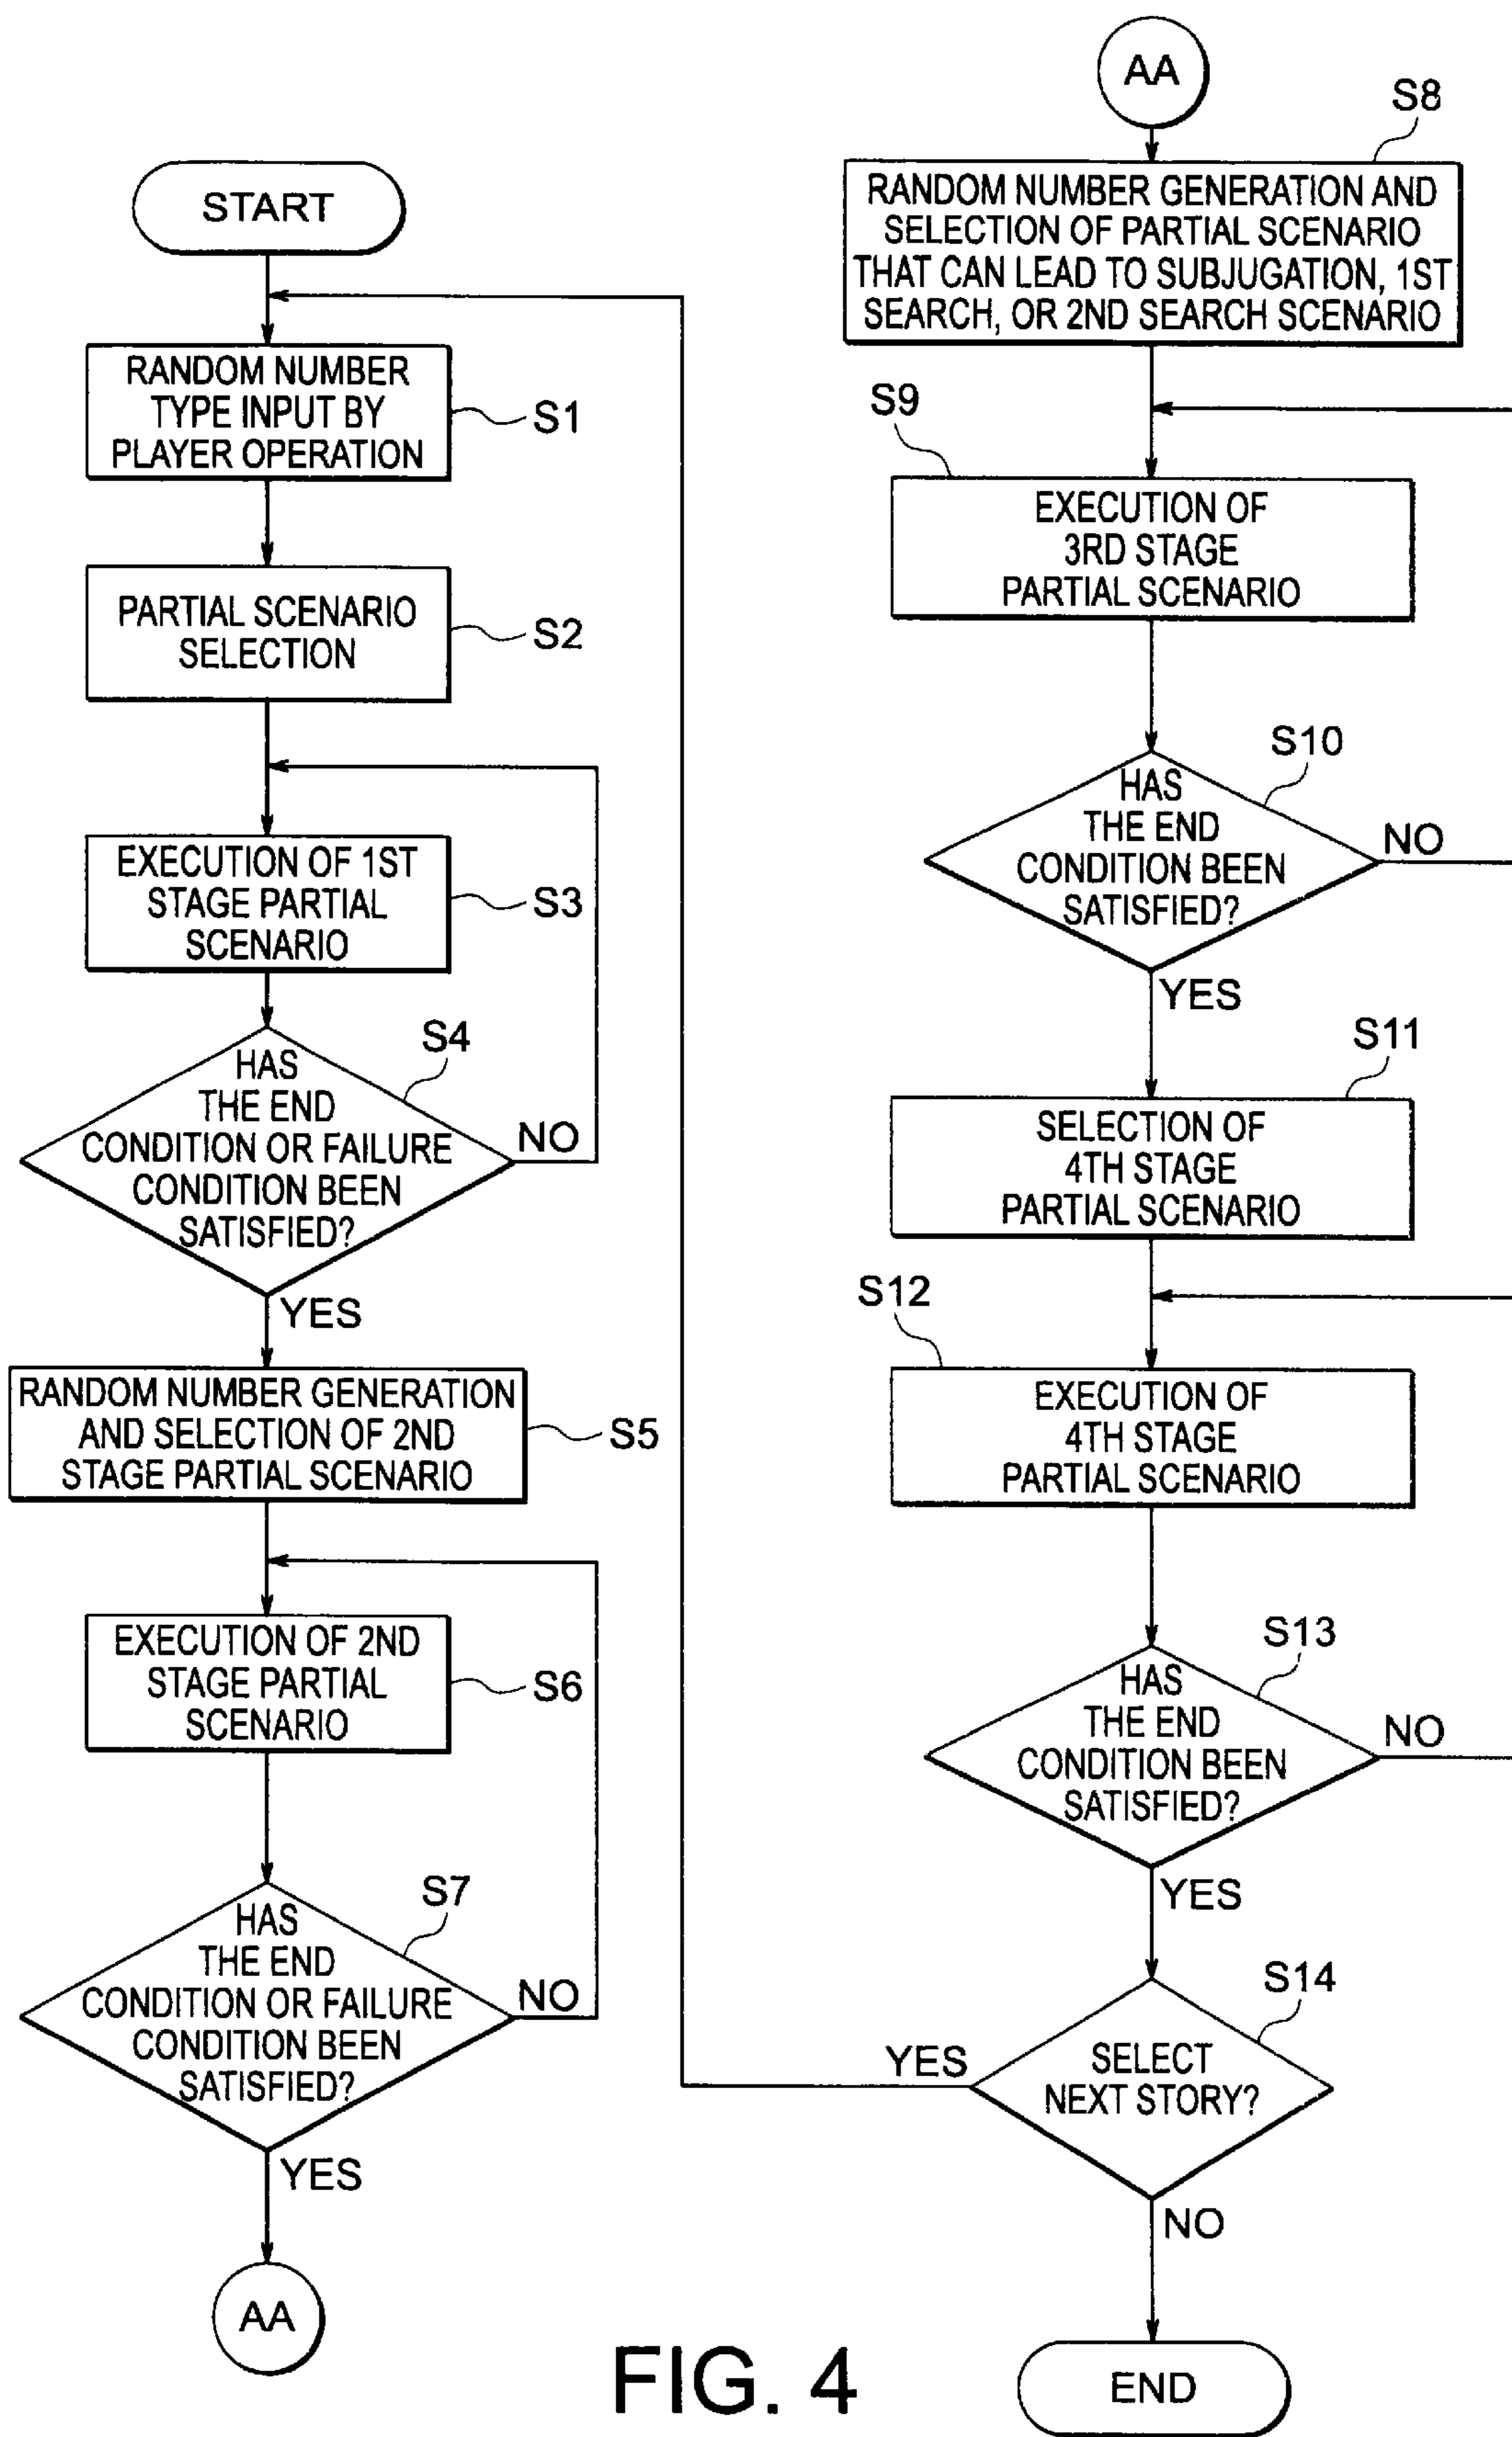 START
RANDOM NUMBER
TYPE INPUT BY
PLAYER OPERATION
S1
PARTIAL SCENARIO
SELECTION
S2
EXECUTION OF 1ST
STAGE PARTIAL
SCENARIO
S3
HAS
THE END
CONDITION OR FAILURE
CONDITION BEEN
SATISFIED?
S4
NO
YES
RANDOM NUMBER GENERATION
AND SELECTION OF 2ND
STAGE PARTIAL SCENARIO
S5
EXECUTION OF 2ND
STAGE PARTIAL
SCENARIO
S6
HAS
THE END
CONDITION OR FAILURE
CONDITION BEEN
SATISFIED?
S7
NO
YES
AA
AA
S8
RANDOM NUMBER GENERATION AND
SELECTION OF PARTIAL SCENARIO
THAT CAN LEAD TO SUBJUGATION, 1ST
SEARCH, OR 2ND SEARCH SCENARIO
S9
EXECUTION OF
3RD STAGE
PARTIAL SCENARIO
S10
HAS
THE END
CONDITION BEEN
SATISFIED?
NO
YES
S11
SELECTION OF
4TH STAGE
PARTIAL SCENARIO
S12
EXECUTION OF
4TH STAGE
PARTIAL SCENARIO
S13
HAS
THE END
CONDITION BEEN
SATISFIED?
NO
YES
S14
SELECT
NEXT STORY?
YES
NO
END
FIG. 4